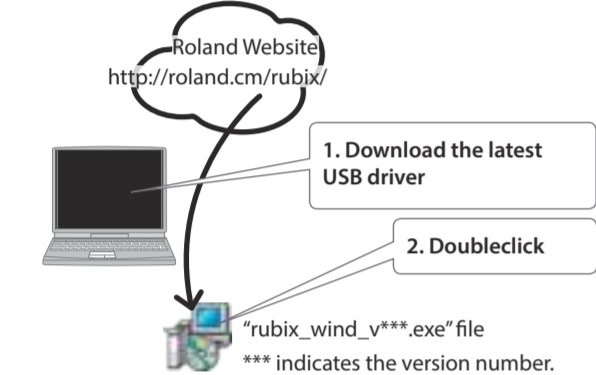 Roland Website
http://roland.cm/rubix/
1. Download the latest
USB driver
2. Doubleclick
“rubix_wind_v***.exe” file
*** indicates the version number.